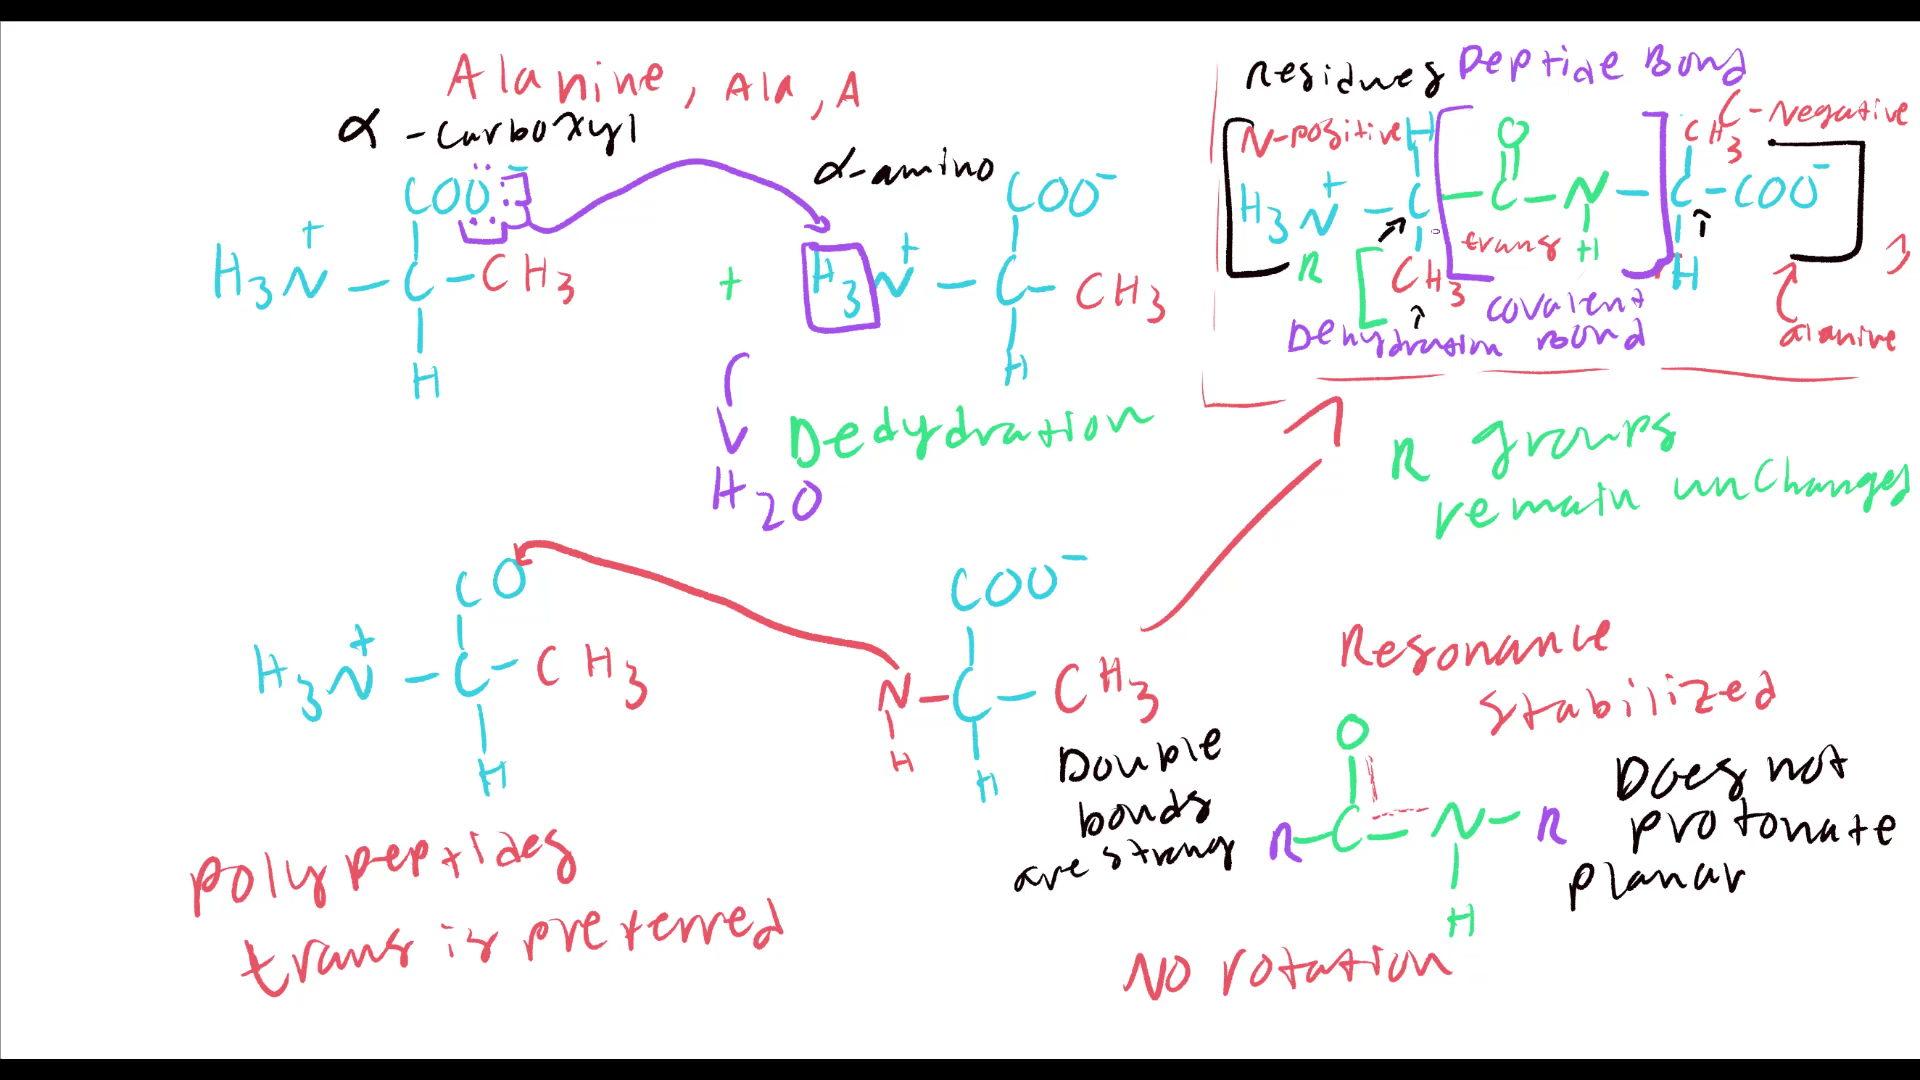 Alanine, Ala, A
α-carboxyl
COO⁻
H₃N⁺ – C – CH₃
H
+
α-amino
COO⁻
H₃N⁺ – C – CH₃
H
H₂O
Dedydration
Residues Peptide Bond
N-positive H O CH₃ C-Negative
H₃N⁺ – C – C – N – C – COO⁻
R trans H H
CH₃
covalent
Dehydration Bond
alanine
R groups
remain unchanged
CO
H₃N⁺ – C – CH₃
H
COO⁻
N – C – CH₃
H H
Polypeptides
trans is preferred
Resonance
stabilized
Double
bonds
are strong
O
R – C – N – R
H
Does not
protonate
planar
No rotation